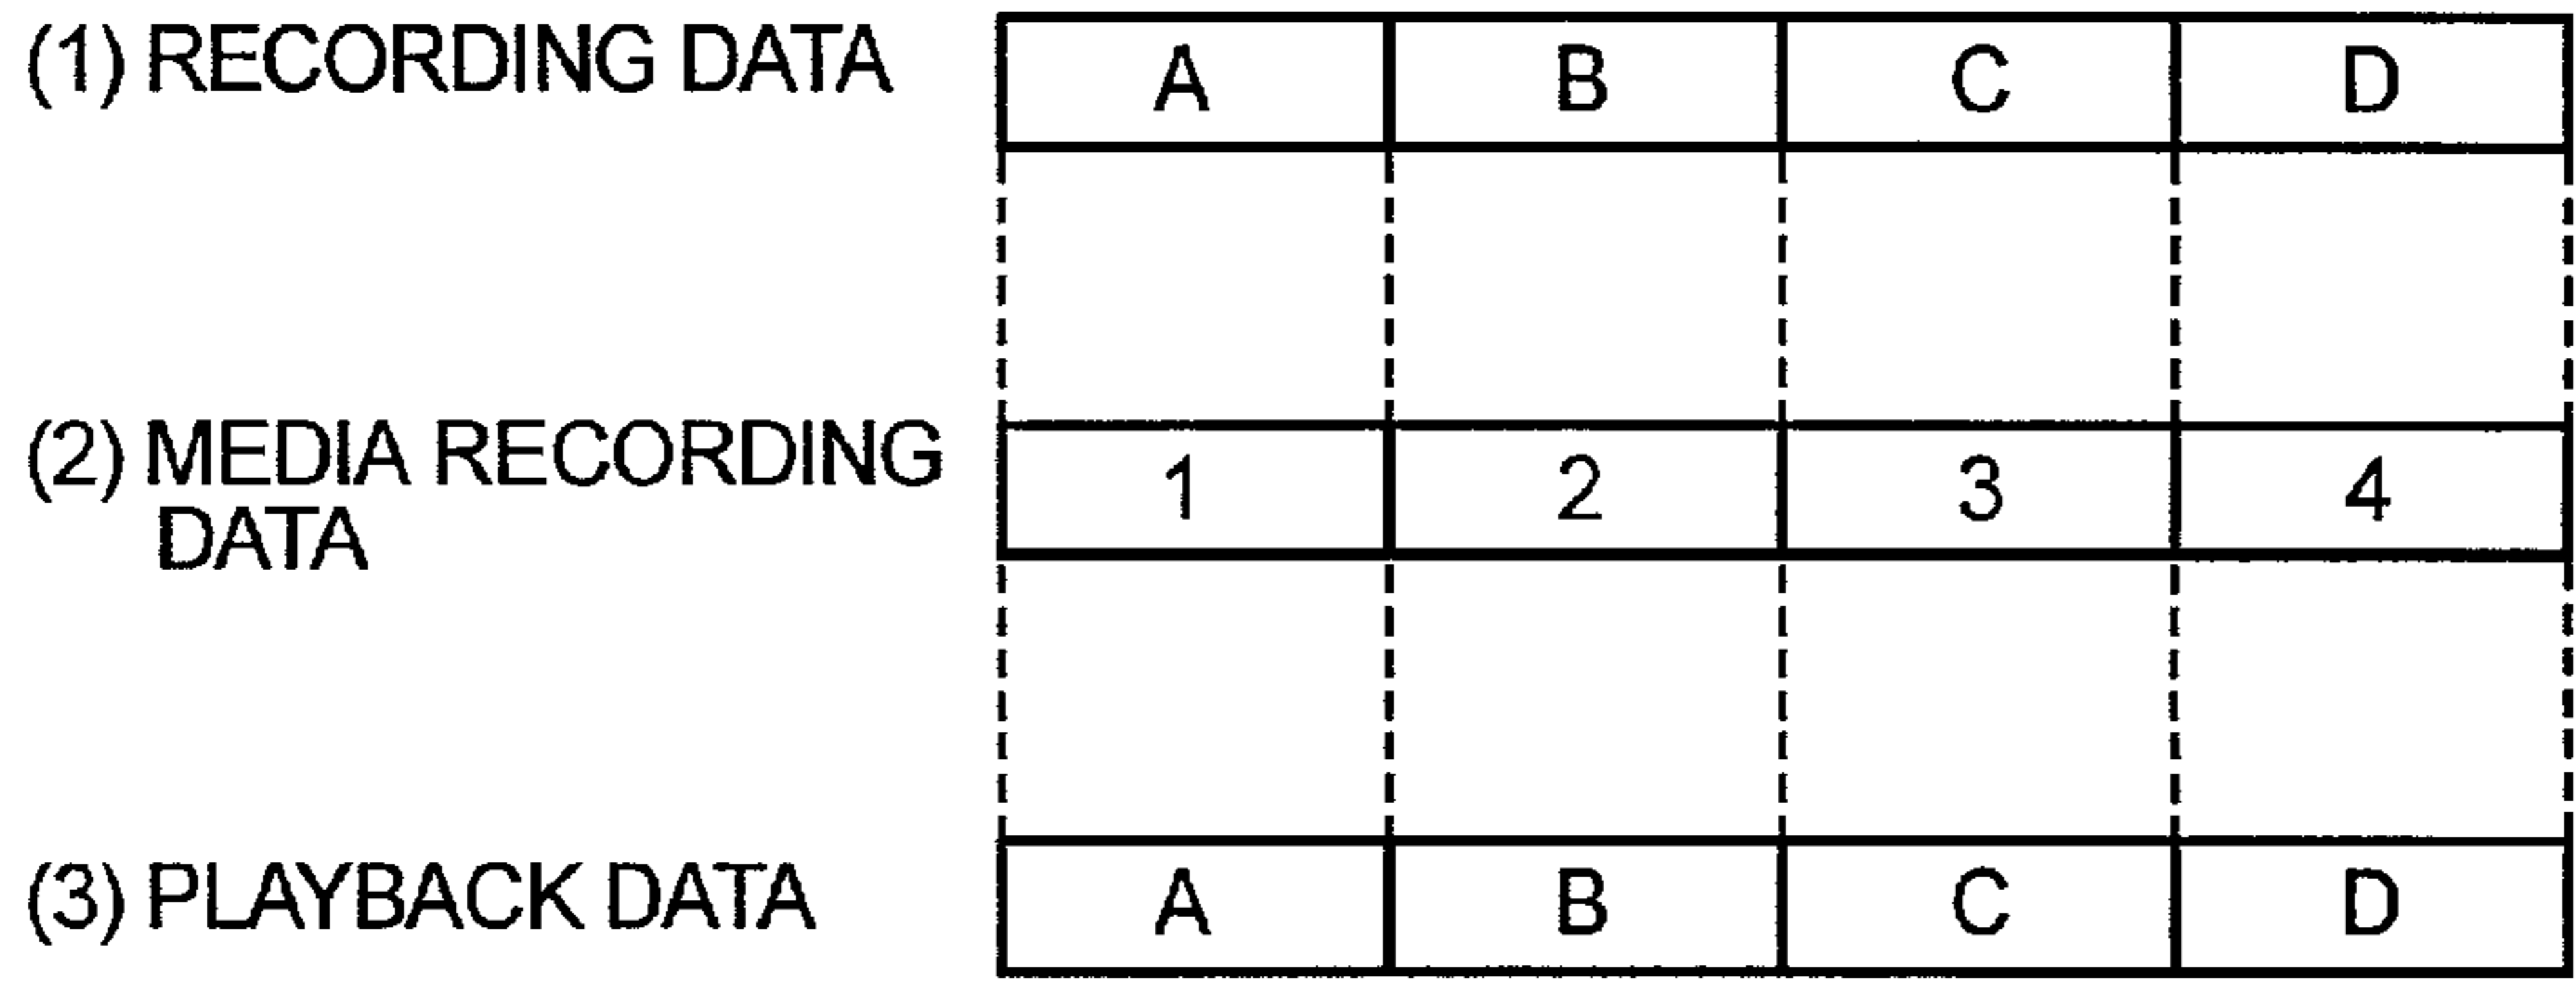 (1) RECORDING DATA A B C D
(2) MEDIA RECORDING
DATA
1 2 3 4
(3) PLAYBACK DATA A B C D